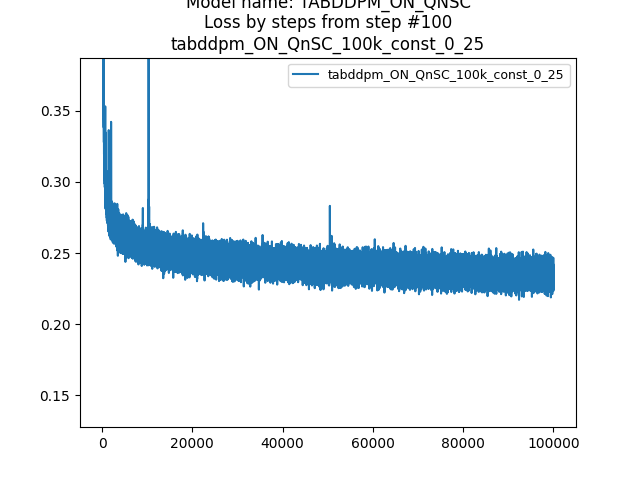 Model name: TABDDPM_ON_QNSC
Loss by steps from step #100
tabddpm_ON_QnSC_100k_const_0_25
tabddpm_ON_QnSC_100k_const_0_25
0.35
0.30
0.25
0.20
0.15
0 20000 40000 60000 80000 100000